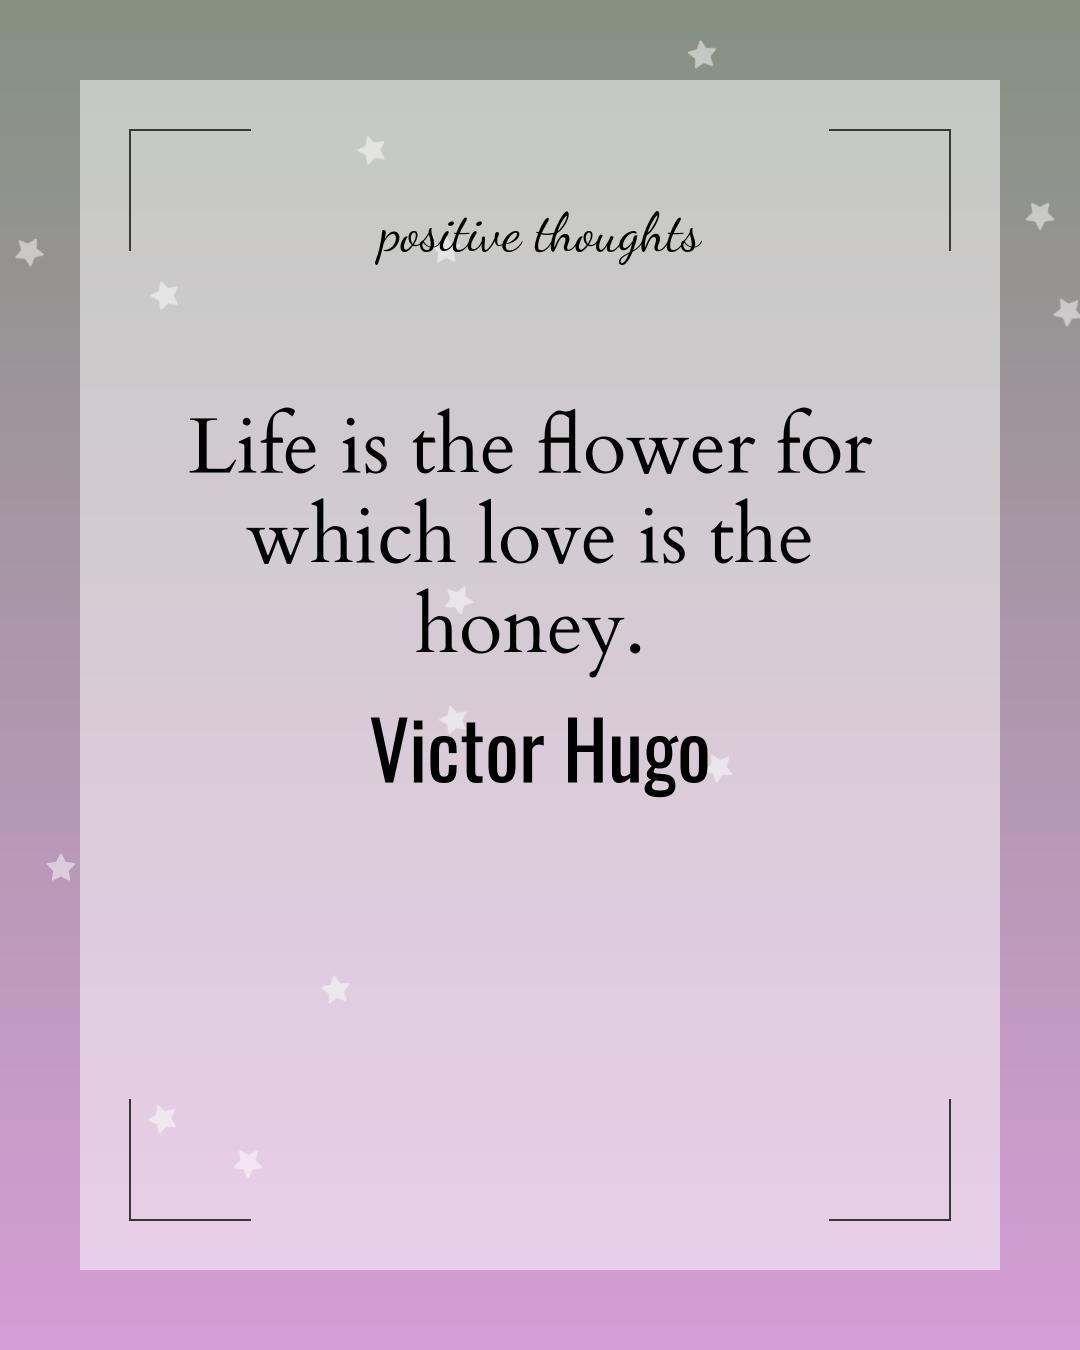 positive thoughts
Life is the flower for
which love is the
honey.
Victor Hugo